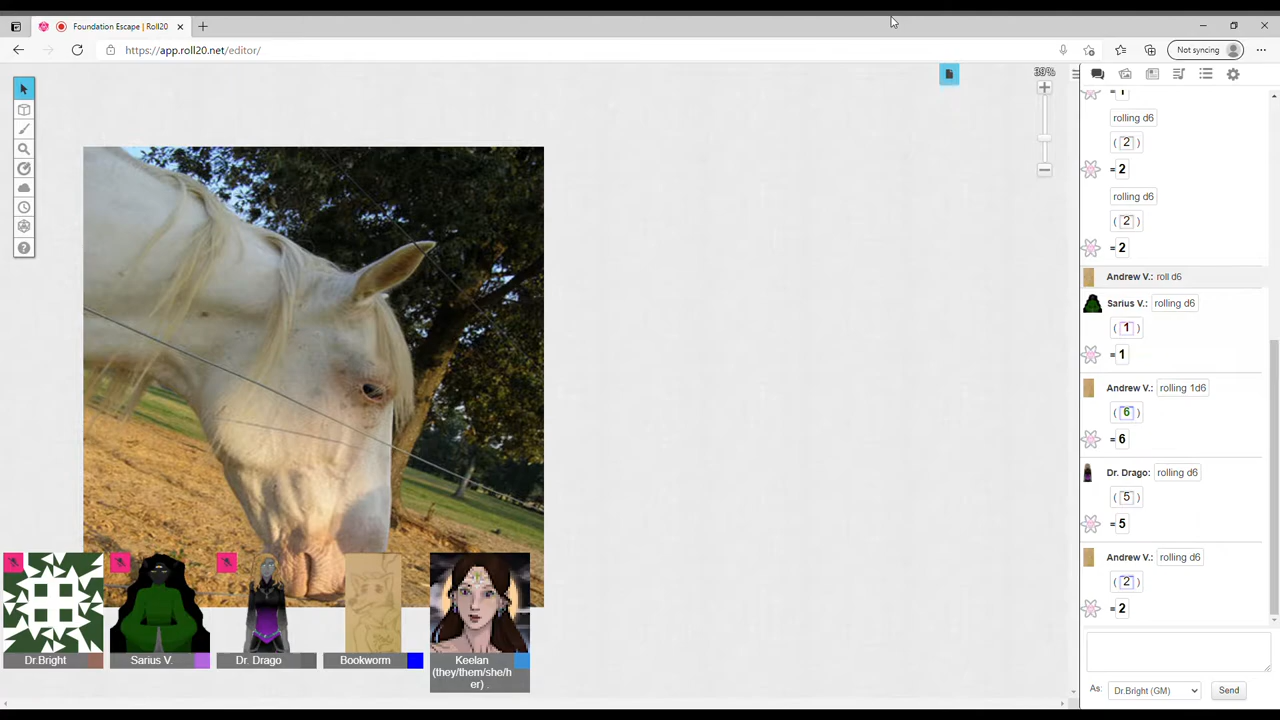 Foundation Escape | Roll20
https://app.roll20.net/editor/
Not syncing
39%
= 1
rolling d6
( 2 )
= 2
rolling d6
( 2 )
= 2
Andrew V.: roll d6
Sarius V.: rolling d6
( 1 )
= 1
Andrew V.: rolling 1d6
( 6 )
= 6
Dr. Drago: rolling d6
( 5 )
= 5
Andrew V.: rolling d6
( 2 )
= 2
Dr.Bright
Sarius V.
Dr. Drago
Bookworm
Keelan
(they/them/she/h
er) .
As:
Dr.Bright (GM)
Send